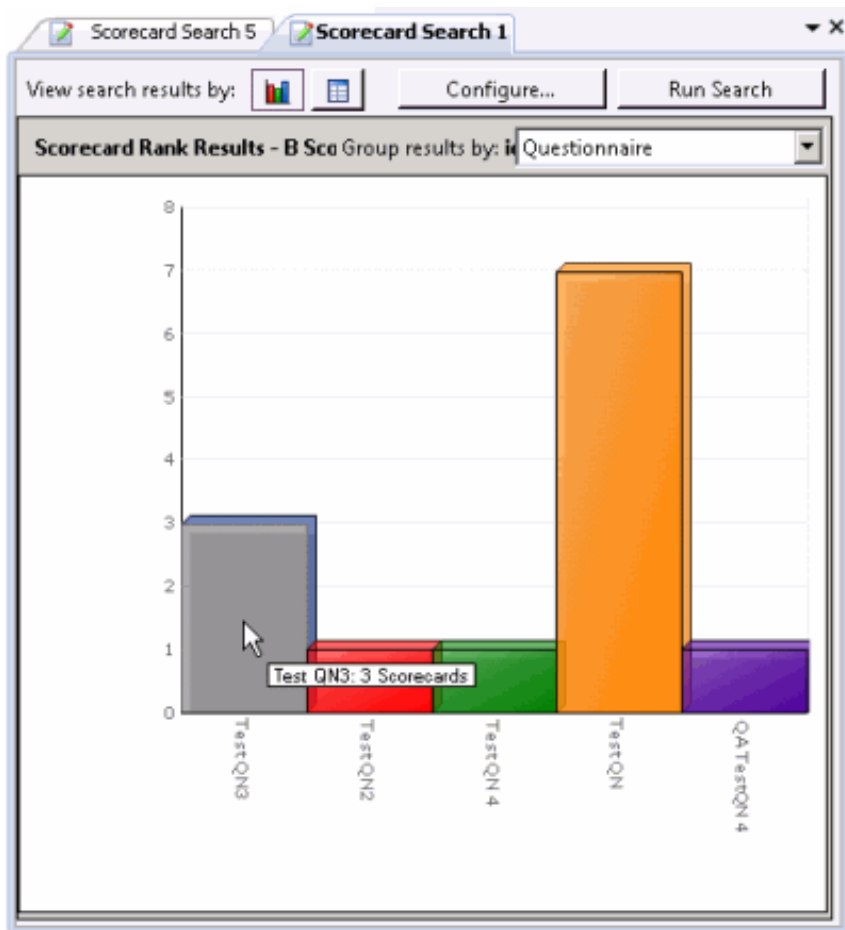 Scorecard Search 5 Scorecard Search 1
View search results by: Configure... Run Search
Scorecard Rank Results - B Sco Group results by: Questionnaire
8
7
6
5
4
3
2
1
0
Test QN3: 3 Scorecards
TestQN3
TestQN2
TestQN 4
TestQN
QATestQN 4